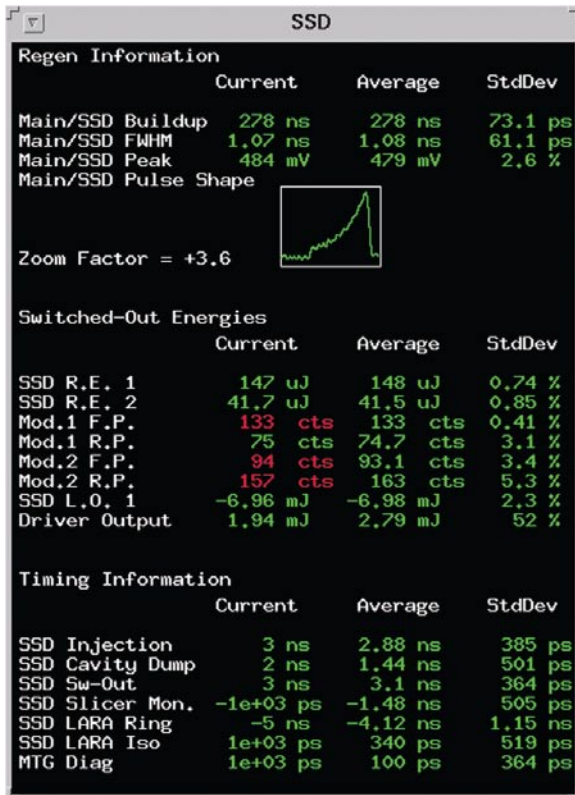 SSD
Regen Information
Current Average StdDev
Main/SSD Buildup 278 ns 278 ns 73.1 ps
Main/SSD FWHM 1.07 ns 1.08 ns 61.1 ps
Main/SSD Peak 484 mV 479 mV 2.6 %
Main/SSD Pulse Shape
Zoom Factor = +3.6
Switched-Out Energies
Current Average StdDev
SSD R.E. 1 147 uJ 148 uJ 0.74 %
SSD R.E. 2 41.7 uJ 41.5 uJ 0.85 %
Mod.1 F.P. 133 cts 133 cts 0.41 %
Mod.1 R.P. 75 cts 74.7 cts 3.1 %
Mod.2 F.P. 94 cts 93.1 cts 3.4 %
Mod.2 R.P. 157 cts 163 cts 5.3 %
SSD L.O. 1 -6.96 mJ -6.98 mJ 2.3 %
Driver Output 1.94 mJ 2.79 mJ 52 %
Timing Information
Current Average StdDev
SSD Injection 3 ns 2.88 ns 385 ps
SSD Cavity Dump 2 ns 1.44 ns 501 ps
SSD Sw-Out 3 ns 3.1 ns 364 ps
SSD Slicer Mon. -1e+03 ps -1.48 ns 505 ps
SSD LARA Ring -5 ns -4.12 ns 1.15 ns
SSD LARA Iso 1e+03 ps 340 ps 519 ps
MTG Diag 1e+03 ps 100 ps 364 ps